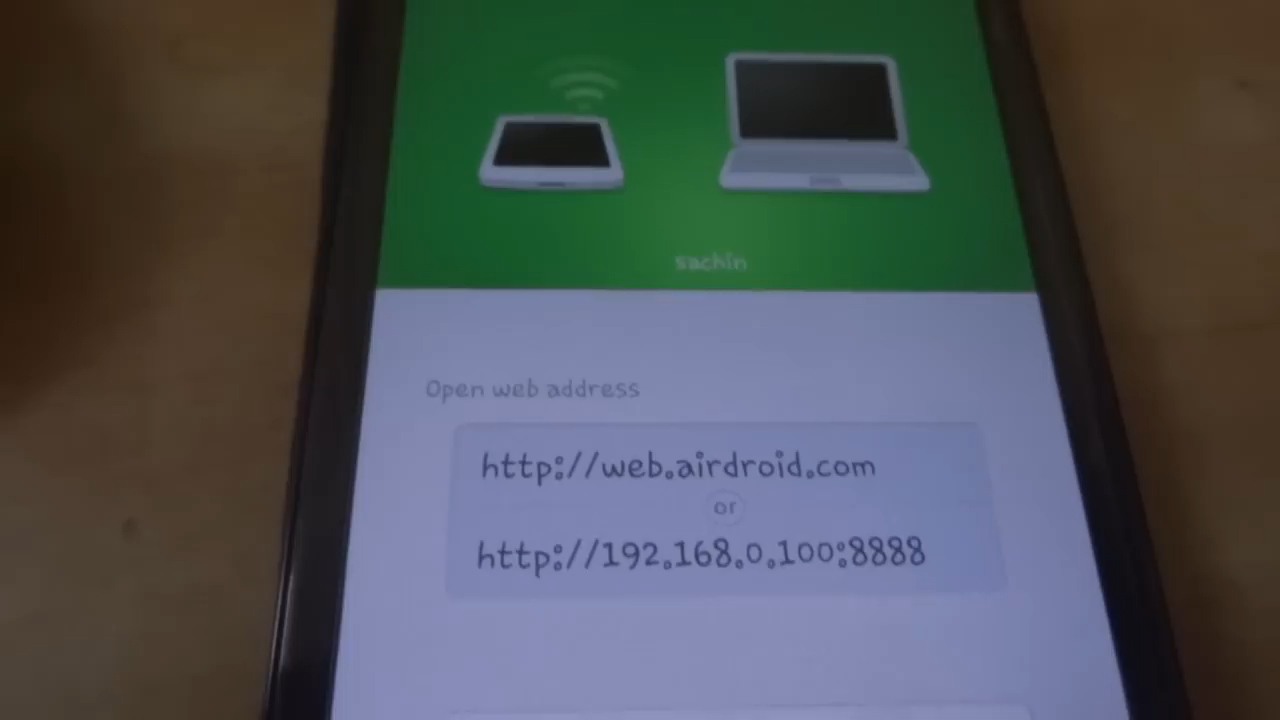 sachin
Open web address
http://web.airdroid.com
or
http://192.168.0.100:8888